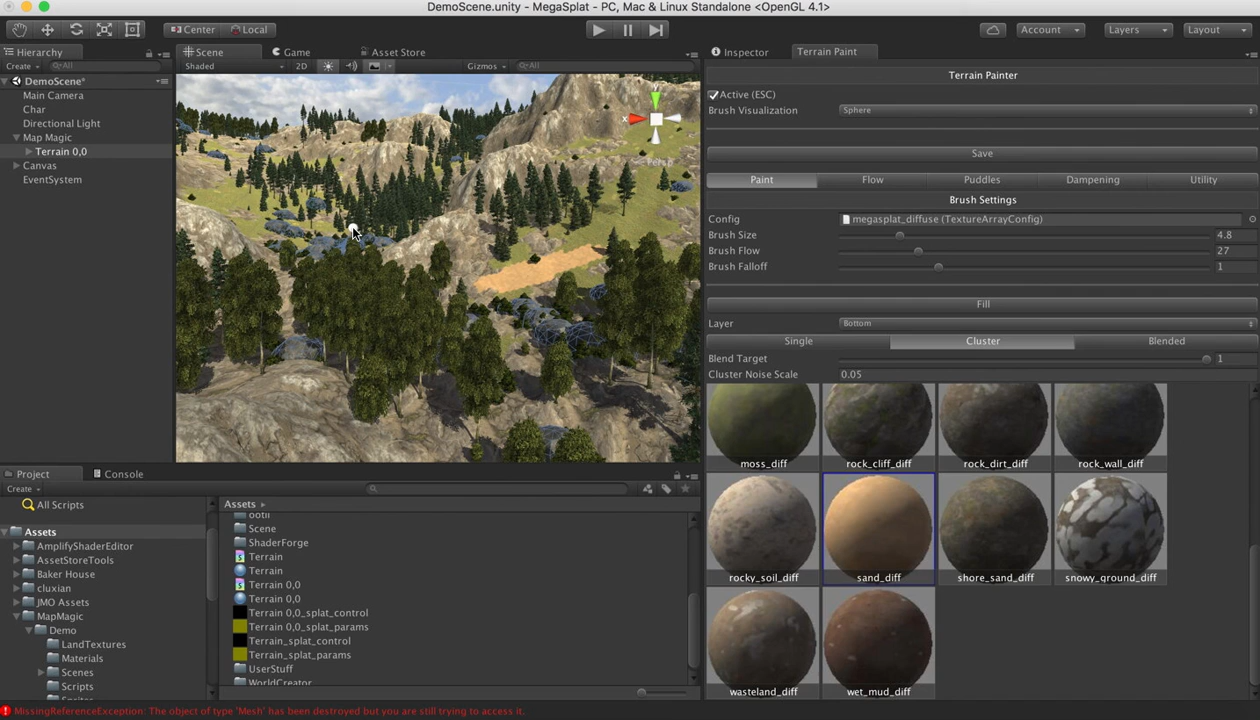 DemoScene.unity - MegaSplat - PC, Mac & Linux Standalone <OpenGL 4.1>
Center Local Account Layers Layout
Hierarchy
Create All
DemoScene*
Main Camera
Char
Directional Light
Map Magic
Terrain 0,0
Canvas
EventSystem
Scene Game Asset Store
Shaded 2D Gizmos All
y
x
Persp
Inspector Terrain Paint
Terrain Painter
Active (ESC)
Brush Visualization Sphere
Save
Paint Flow Puddles Dampening Utility
Brush Settings
Config megasplat_diffuse (TextureArrayConfig)
Brush Size 4.8
Brush Flow 27
Brush Falloff 1
Fill
Layer Bottom
Single Cluster Blended
Blend Target 1
Cluster Noise Scale 0.05
moss_diff rock_cliff_diff rock_dirt_diff rock_wall_diff
rocky_soil_diff sand_diff shore_sand_diff snowy_ground_diff
wasteland_diff wet_mud_diff
Project Console
Create
All Scripts
Assets
AmplifyShaderEditor
AssetStoreTools
Baker House
cluxian
JMO Assets
MapMagic
Demo
LandTextures
Materials
Scenes
Scripts
Assets
ootii
Scene
ShaderForge
Terrain
Terrain
Terrain 0,0
Terrain 0,0
Terrain 0,0_splat_control
Terrain 0,0_splat_params
Terrain_splat_control
Terrain_splat_params
UserStuff
WorldCreator
MissingReferenceException: The object of type 'Mesh' has been destroyed but you are still trying to access it.